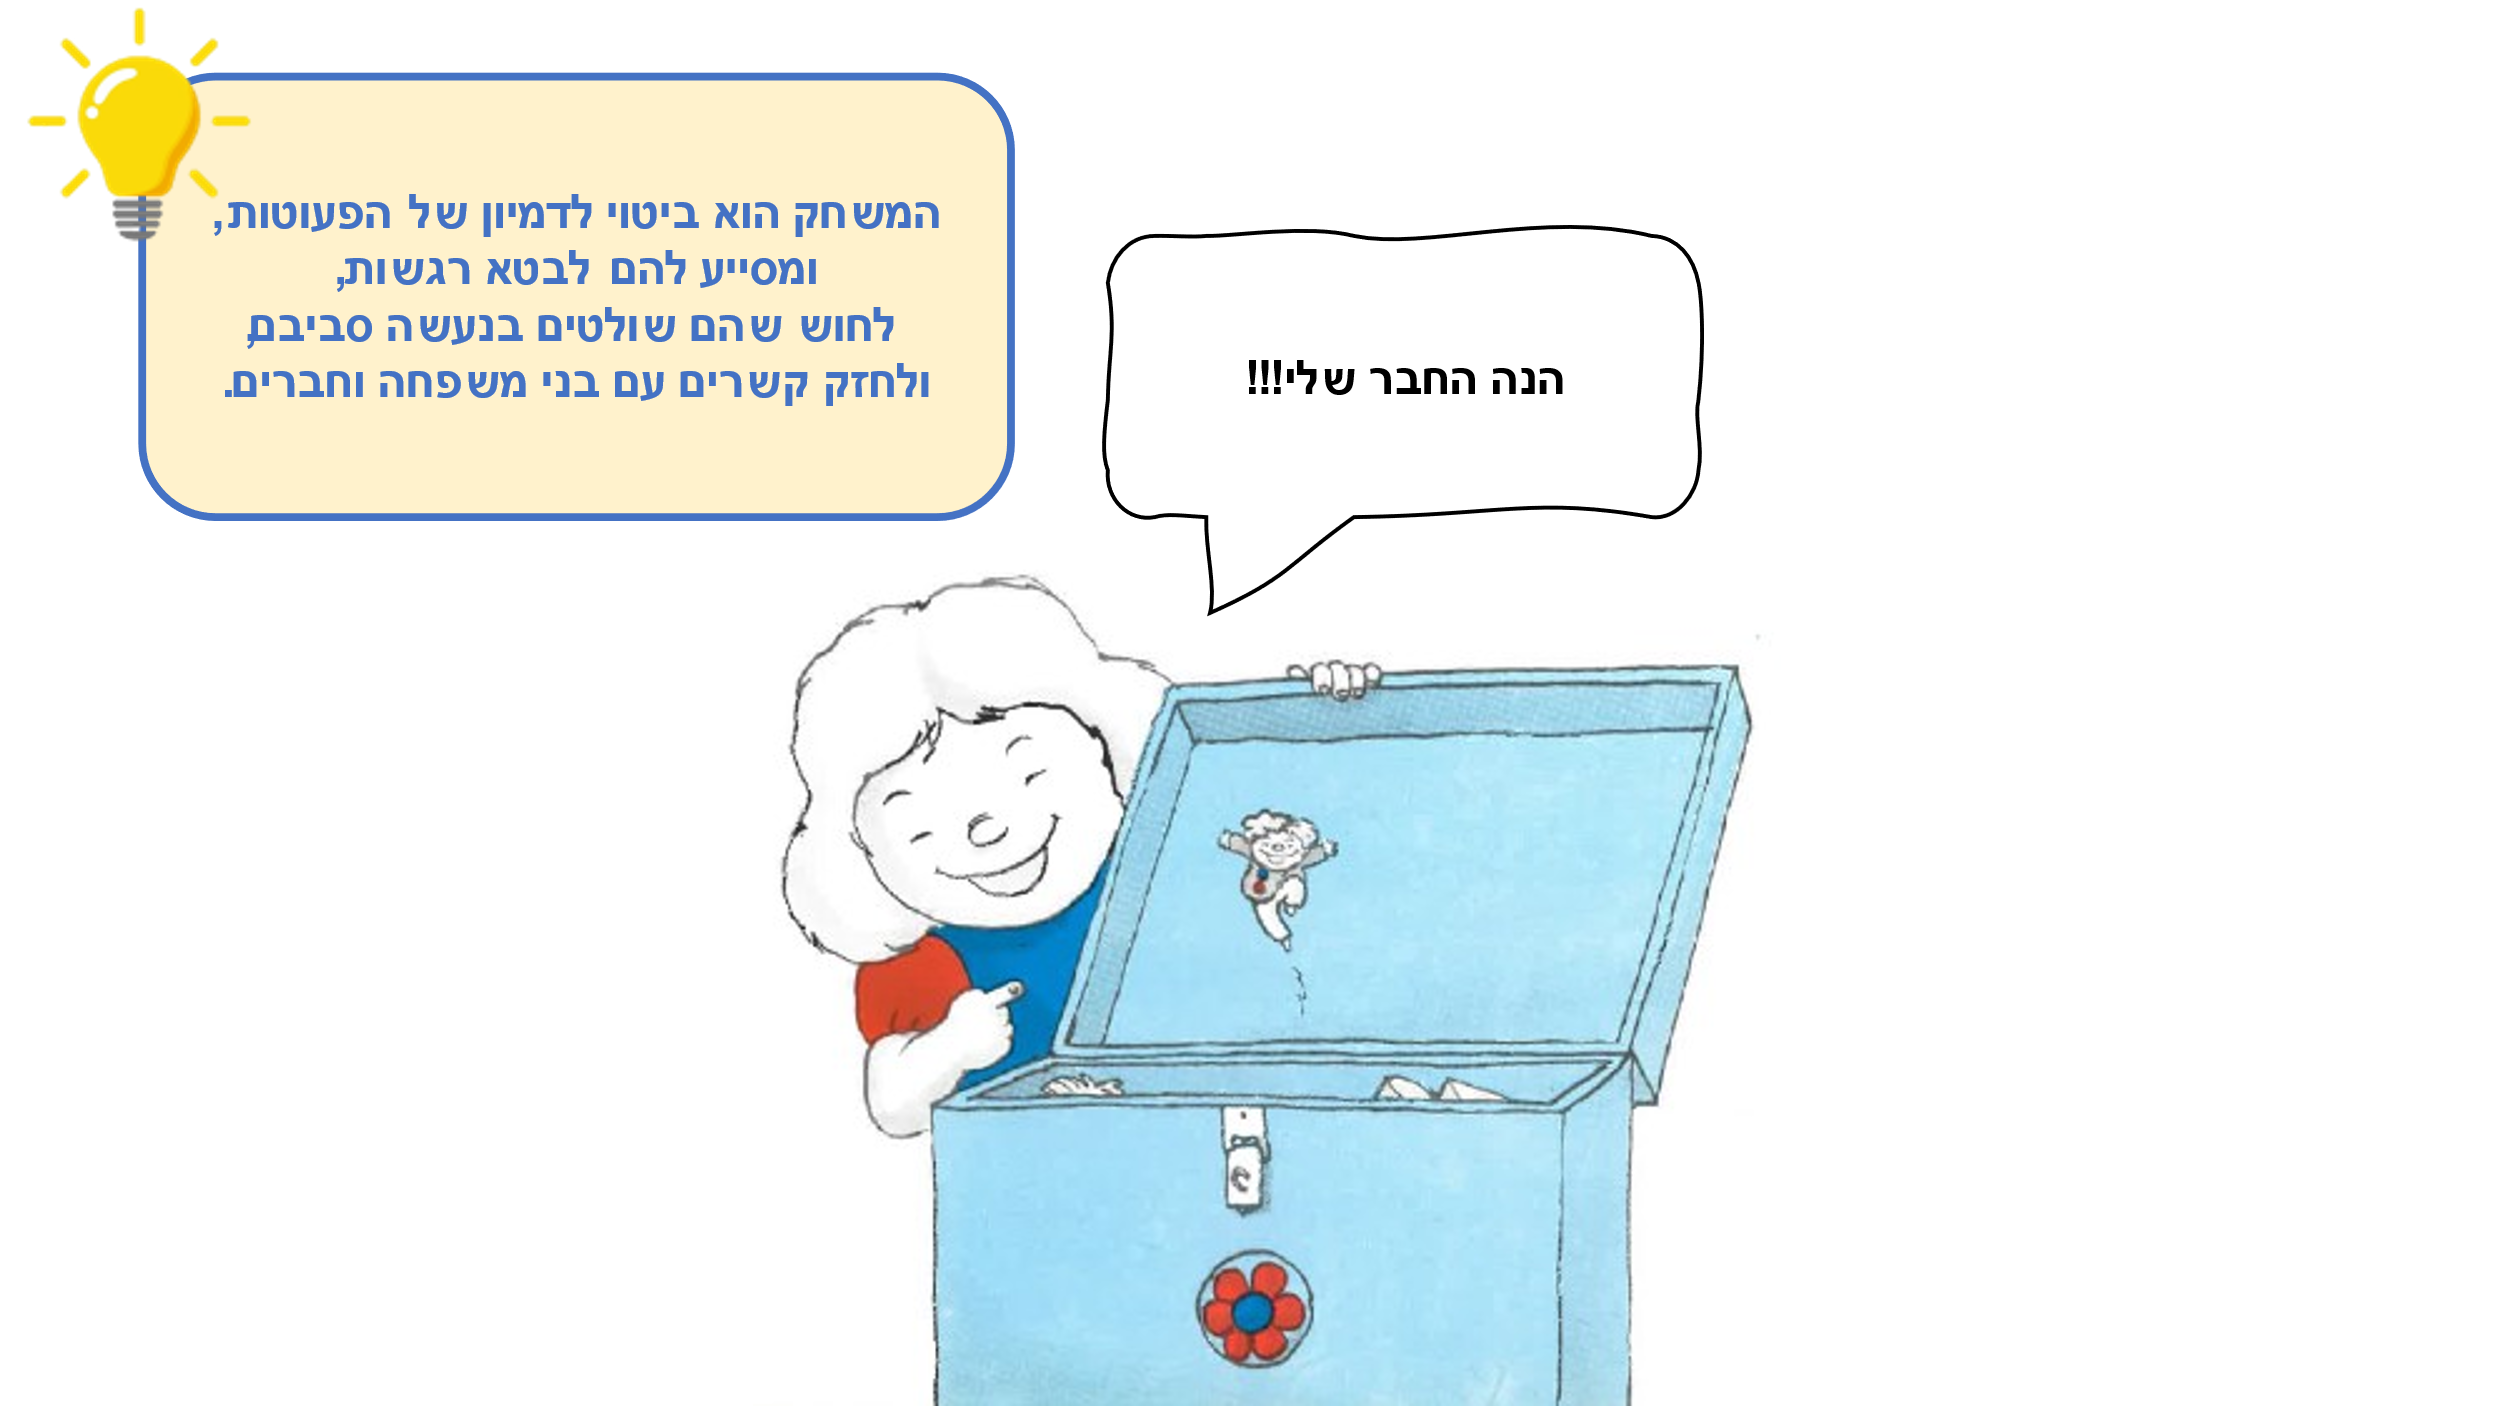 המשחק הוא ביטוי לדמיון של הפעוטות,
ומסייע להם לבטא רגשות,
לחוש שהם שולטים בנעשה סביבם,
ולחזק קשרים עם בני משפחה וחברים.
הנה החבר שלי!!!